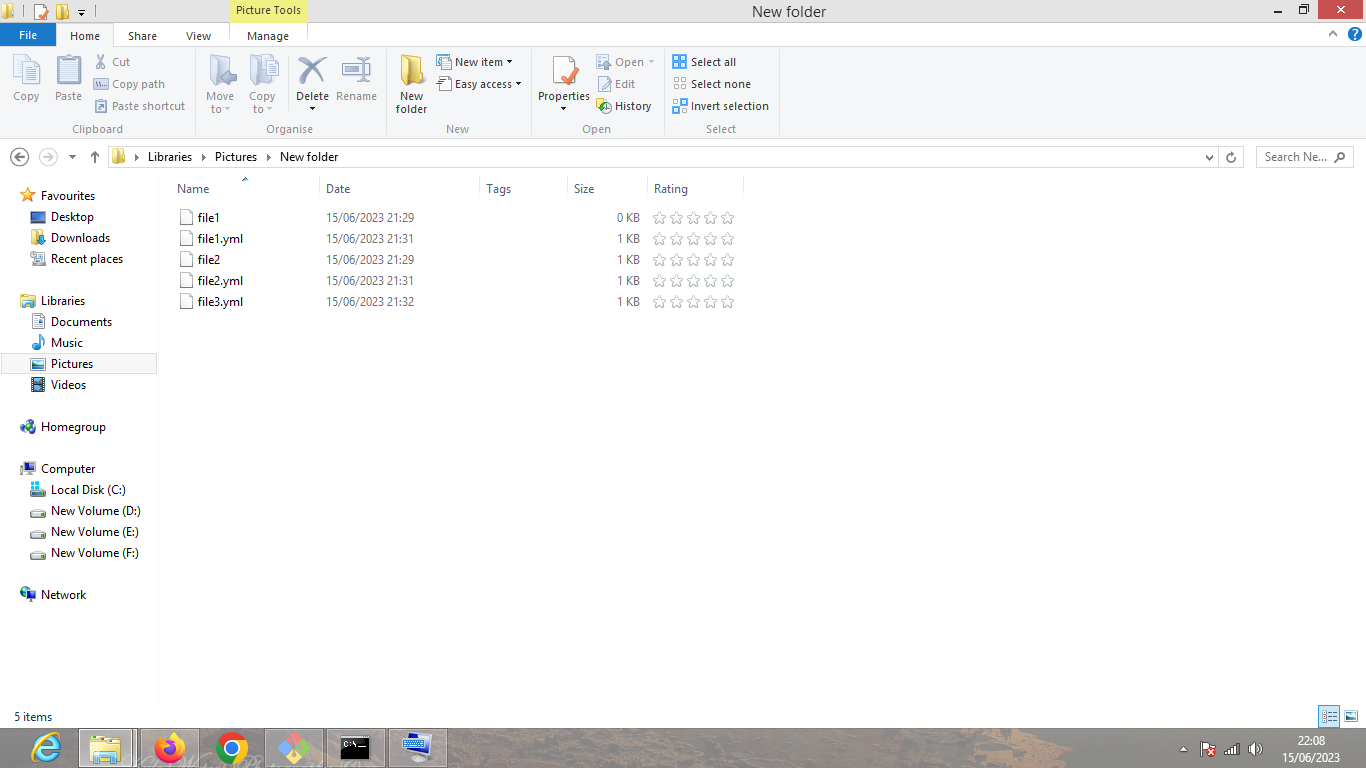 Picture Tools
New folder
File Home Share View Manage
Copy Paste Cut
Copy path
Paste shortcut
Clipboard
Move to Copy to Delete Rename
Organise
New folder New item
Easy access
New
Properties Open
Edit
History
Open
Select all
Select none
Invert selection
Select
Libraries Pictures New folder
Search Ne...
Name Date Tags Size Rating
file1 15/06/2023 21:29 0 KB
file1.yml 15/06/2023 21:31 1 KB
file2 15/06/2023 21:29 1 KB
file2.yml 15/06/2023 21:31 1 KB
file3.yml 15/06/2023 21:32 1 KB
Favourites
Desktop
Downloads
Recent places
Libraries
Documents
Music
Pictures
Videos
Homegroup
Computer
Local Disk (C:)
New Volume (D:)
New Volume (E:)
New Volume (F:)
Network
5 items
C:\
22:08
15/06/2023